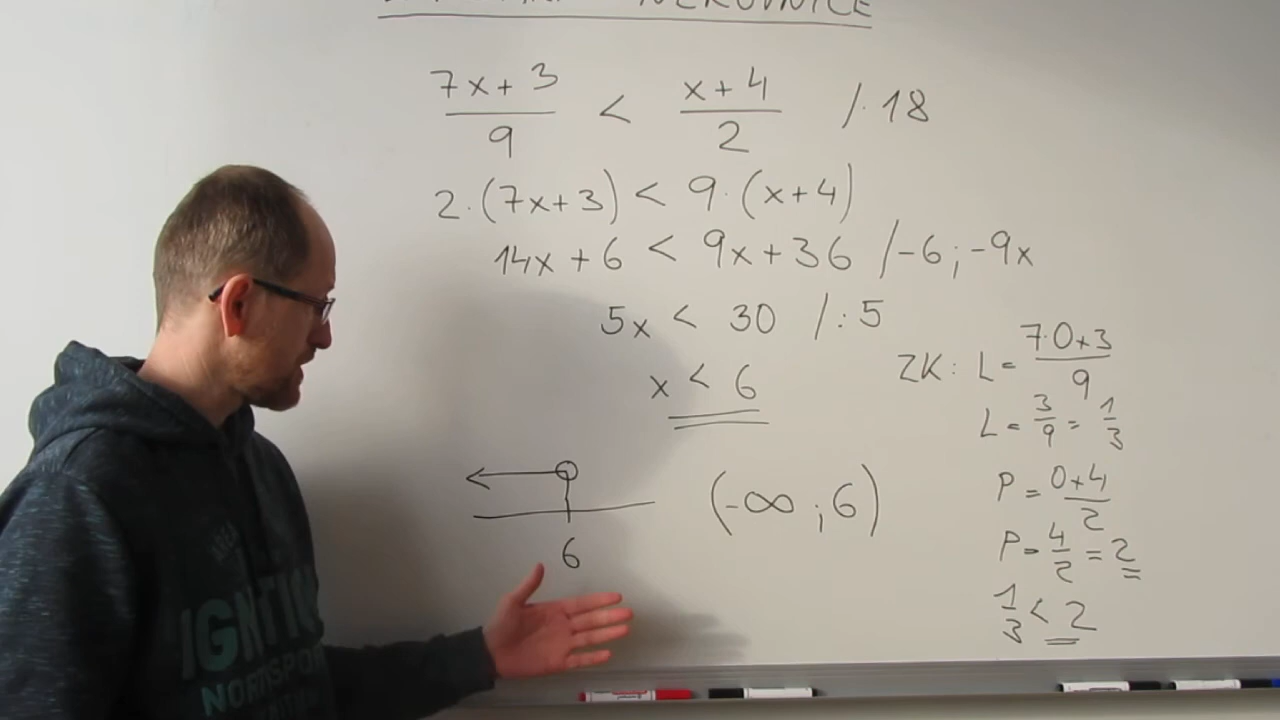 NEROVNICE
7x+3/9 < x+4/2 /·18
2·(7x+3) < 9·(x+4)
14x+6 < 9x+36 /-6;-9x
5x < 30 /:5
x < 6
6
(-∞;6)
ZK: L = 7·0+3/9
L = 3/9 = 1/3
P = 0+4/2
P = 4/2 = 2
1/3 < 2
NORTSPORT